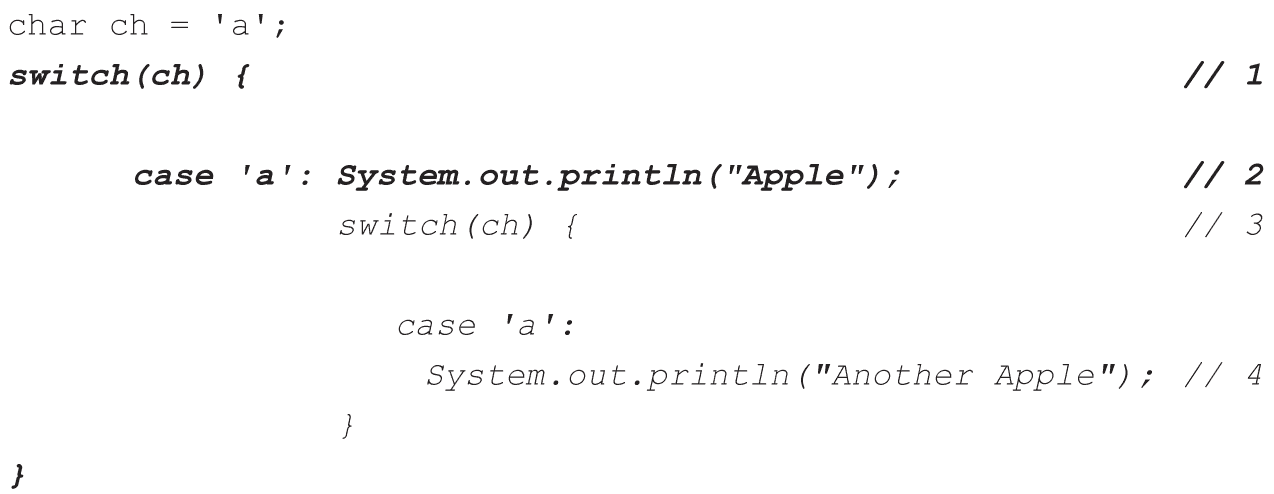 char ch = 'a';
switch(ch) { // 1
case 'a': System.out.println("Apple"); // 2
switch(ch) { // 3
case 'a':
System.out.println("Another Apple"); // 4
}
}